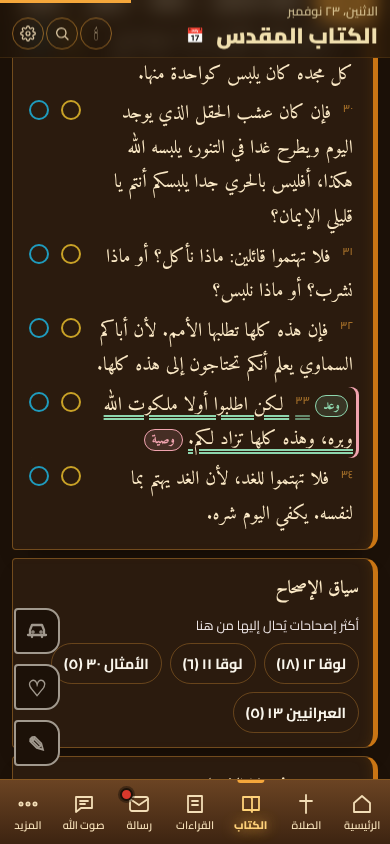 الاثنين، ٢٣ نوفمبر
الكتاب المقدس
كل مجده كان يلبس كواحدة منها.
٣٠ فإن كان عشب الحقل الذي يوجد
اليوم ويطرح غدا في التنور، يلبسه الله
هكذا، أفليس بالحري جدا يلبسكم أنتم يا
قليلي الإيمان؟
٣١ فلا تهتموا قائلين: ماذا نأكل؟ أو ماذا
نشرب؟ أو ماذا نلبس؟
٣٢ فإن هذه كلها تطلبها الأمم. لأن أباكم
السماوي يعلم أنكم تحتاجون إلى هذه كلها.
وعد ٣٣ لكن اطلبوا أولا ملكوت الله
وبره، وهذه كلها تزاد لكم. وصية
٣٤ فلا تهتموا للغد، لأن الغد يهتم بما
لنفسه. يكفي اليوم شره.
سياق الإصحاح
أكثر إصحاحات يُحال إليها من هنا
لوقا ١٢ (١٨)
لوقا ١١ (٦)
الأمثال ٣٠ (٥)
العبرانيين ١٣ (٥)
الرئيسية
الصلاة
الكتاب
القراءات
رسالة
صوت الله
المزيد